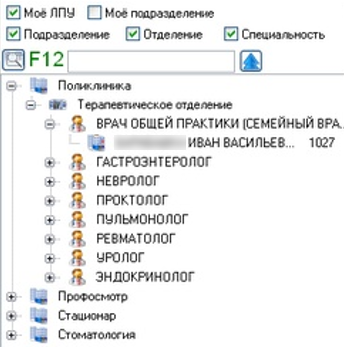 Моё ЛПУ Моё подразделение
Подразделение Отделение Специальность
F12
Поликлиника
Терапевтическое отделение
ВРАЧ ОБЩЕЙ ПРАКТИКИ (СЕМЕЙНЫЙ ВРА
ИВАН ВАСИЛЬЕВ... 1027
ГАСТРОЭНТЕРОЛОГ
НЕВРОЛОГ
ПРОКТОЛОГ
ПУЛЬМОНОЛОГ
РЕВМАТОЛОГ
УРОЛОГ
ЭНДОКРИНОЛОГ
Профосмотр
Стационар
Стоматология